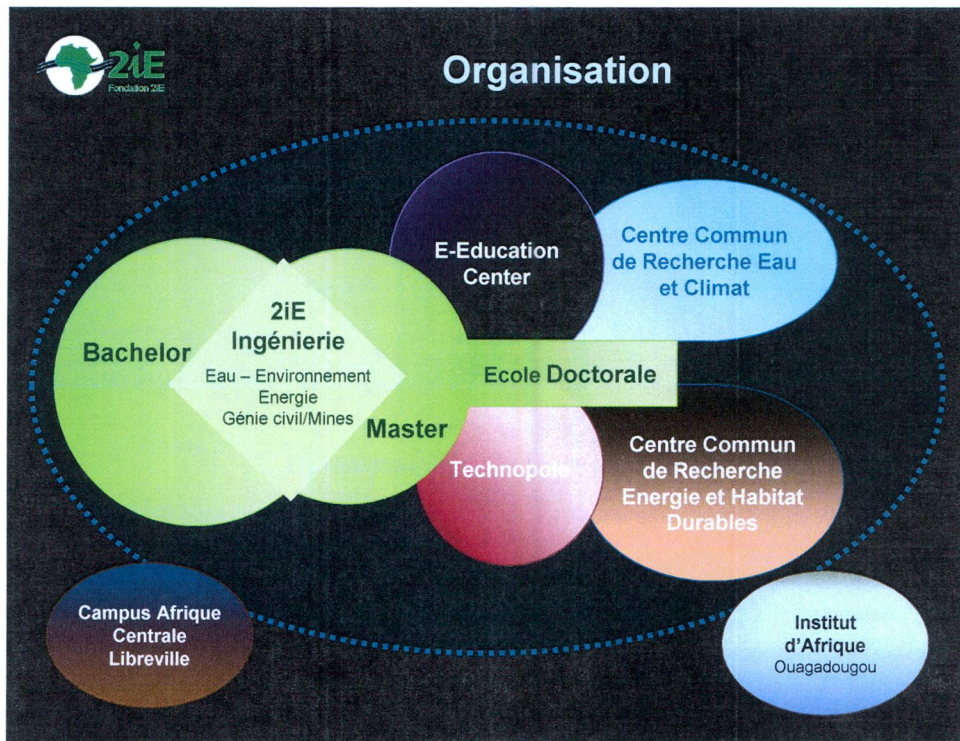 2iE
Fondation 2iE
Organisation
E-Education
Center
Centre Commun
de Recherche Eau
et Climat
Bachelor
2iE
Ingénierie
Eau – Environnement
Energie
Génie civil/Mines
Master
Ecole Doctorale
Technopole
Centre Commun
de Recherche
Energie et Habitat
Durables
Campus Afrique
Centrale
Libreville
Institut
d'Afrique
Ouagadougou